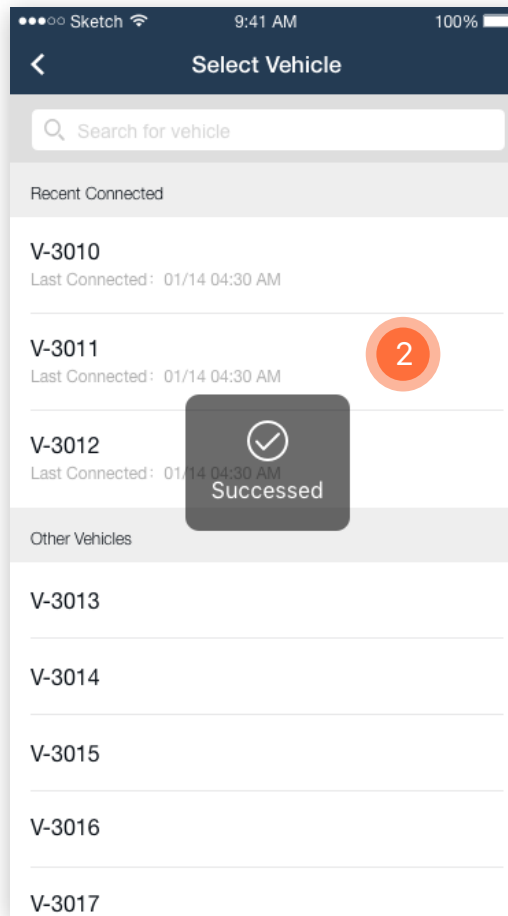 Sketch 9:41 AM 100%
Select Vehicle
Search for vehicle
Recent Connected
V-3010
Last Connected: 01/14 04:30 AM
V-3011
Last Connected: 01/14 04:30 AM
2
V-3012
Last Connected: 01/14 04:30 AM
Successed
Other Vehicles
V-3013
V-3014
V-3015
V-3016
V-3017